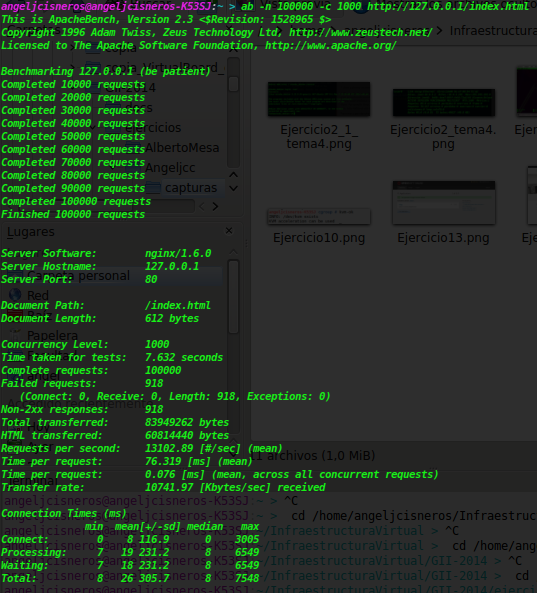 angeljcisneros@angeljcisneros-K53SJ:~ > ab -n 100000 -c 1000 http://127.0.0.1/index.html
This is ApacheBench, Version 2.3 <$Revision: 1528965 $>
Copyright 1996 Adam Twiss, Zeus Technology Ltd, http://www.zeustech.net/
Licensed to The Apache Software Foundation, http://www.apache.org/
Benchmarking 127.0.0.1 (be patient)
Completed 10000 requests
Completed 20000 requests
Completed 30000 requests
Completed 40000 requests
Completed 50000 requests
Completed 60000 requests
Completed 70000 requests
Completed 80000 requests
Completed 90000 requests
Completed 100000 requests
Finished 100000 requests
Server Software: nginx/1.6.0
Server Hostname: 127.0.0.1
Server Port: 80
Document Path: /index.html
Document Length: 612 bytes
Concurrency Level: 1000
Time taken for tests: 7.632 seconds
Complete requests: 100000
Failed requests: 918
(Connect: 0, Receive: 0, Length: 918, Exceptions: 0)
Non-2xx responses: 918
Total transferred: 83949262 bytes
HTML transferred: 60814440 bytes
Requests per second: 13102.89 [#/sec] (mean)
Time per request: 76.319 [ms] (mean)
Time per request: 0.076 [ms] (mean, across all concurrent requests)
Transfer rate: 10741.97 [Kbytes/sec] received
Connection Times (ms)
min mean[+/-sd] median max
Connect: 0 8 116.9 0 3005
Processing: 7 19 231.2 8 6549
Waiting: 7 18 231.2 8 6549
Total: 7 26 305.7 8 7548
Infraestructura
Ejercicio2_1_
tema4.png
Ejercicio2_tema4.
png
Ejercicio10.png
Ejercicio13.png
AlbertoMesa
Angeljcc
capturas
Lugares
Carpeta personal
Red
Papelera
11 archivos (1,0 MiB)
angeljcisneros@angeljcisneros-K53SJ:~ > ^C
angeljcisneros@angeljcisneros-K53SJ:~ > cd /home/angeljcisneros/Infraestruc
/InfraestructuraVirtual > ^C
/InfraestructuraVirtual > cd /home/ang
/InfraestructuraVirtual/GII-2014 > ^C
/InfraestructuraVirtual/GII-2014 > cd